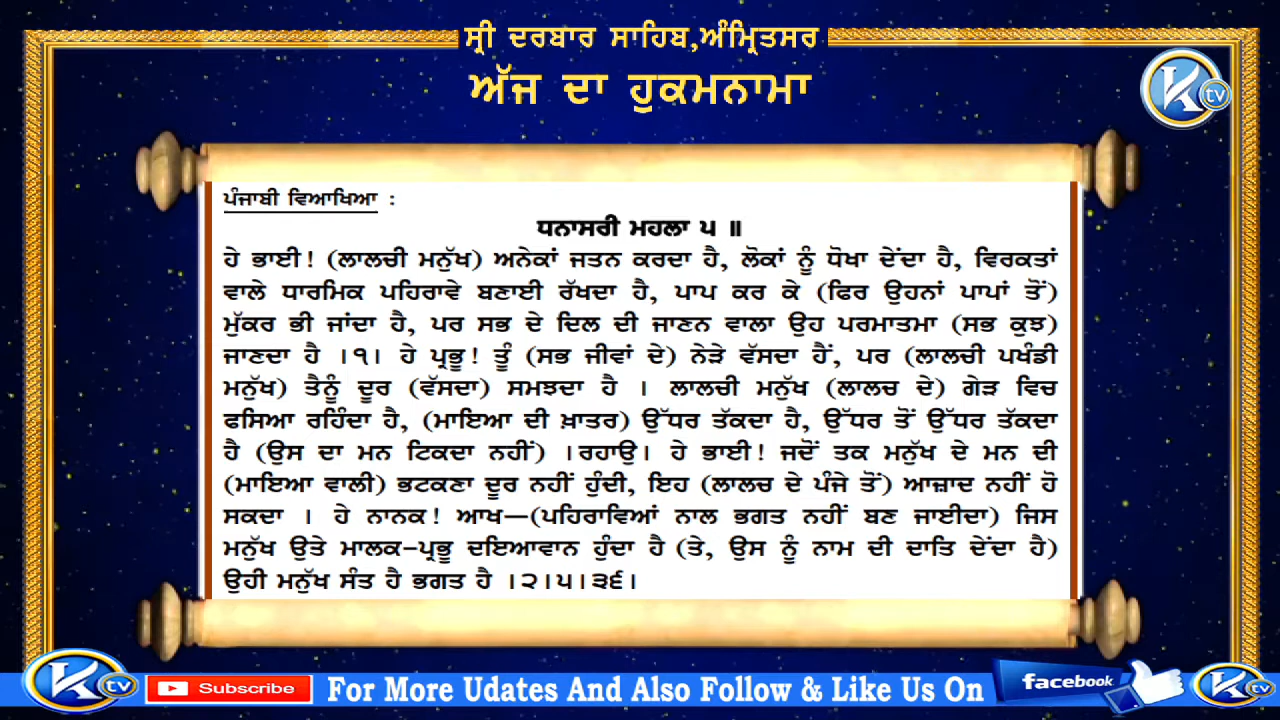 ਸ੍ਰੀ ਦਰਬਾਰ ਸਾਹਿਬ,ਅੰਮ੍ਰਿਤਸਰ
ਅੱਜ ਦਾ ਹੁਕਮਨਾਮਾ
K tv
ਪੰਜਾਬੀ ਵਿਆਖਿਆ :
ਧਨਾਸਰੀ ਮਹਲਾ ੫ ॥
ਹੇ ਭਾਈ! (ਲਾਲਚੀ ਮਨੁੱਖ) ਅਨੇਕਾਂ ਜਤਨ ਕਰਦਾ ਹੈ, ਲੋਕਾਂ ਨੂੰ ਧੋਖਾ ਦੇਂਦਾ ਹੈ, ਵਿਰਕਤਾਂ
ਵਾਲੇ ਧਾਰਮਿਕ ਪਹਿਰਾਵੇ ਬਣਾਈ ਰੱਖਦਾ ਹੈ, ਪਾਪ ਕਰ ਕੇ (ਫਿਰ ਉਹਨਾਂ ਪਾਪਾਂ ਤੋਂ)
ਮੁੱਕਰ ਭੀ ਜਾਂਦਾ ਹੈ, ਪਰ ਸਭ ਦੇ ਦਿਲ ਦੀ ਜਾਣਨ ਵਾਲਾ ਉਹ ਪਰਮਾਤਮਾ (ਸਭ ਕੁਝ)
ਜਾਣਦਾ ਹੈ ।੧। ਹੇ ਪ੍ਰਭੂ! ਤੂੰ (ਸਭ ਜੀਵਾਂ ਦੇ) ਨੇੜੇ ਵੱਸਦਾ ਹੈਂ, ਪਰ (ਲਾਲਚੀ ਪਖੰਡੀ
ਮਨੁੱਖ) ਤੈਨੂੰ ਦੂਰ (ਵੱਸਦਾ) ਸਮਝਦਾ ਹੈ । ਲਾਲਚੀ ਮਨੁੱਖ (ਲਾਲਚ ਦੇ) ਗੇੜ ਵਿਚ
ਫਸਿਆ ਰਹਿੰਦਾ ਹੈ, (ਮਾਇਆ ਦੀ ਖ਼ਾਤਰ) ਉੱਧਰ ਤੱਕਦਾ ਹੈ, ਉੱਧਰ ਤੋਂ ਉੱਧਰ ਤੱਕਦਾ
ਹੈ (ਉਸ ਦਾ ਮਨ ਟਿਕਦਾ ਨਹੀਂ) ।ਰਹਾਉ। ਹੇ ਭਾਈ! ਜਦੋਂ ਤਕ ਮਨੁੱਖ ਦੇ ਮਨ ਦੀ
(ਮਾਇਆ ਵਾਲੀ) ਭਟਕਣਾ ਦੂਰ ਨਹੀਂ ਹੁੰਦੀ, ਇਹ (ਲਾਲਚ ਦੇ ਪੰਜੇ ਤੋਂ) ਆਜ਼ਾਦ ਨਹੀਂ ਹੋ
ਸਕਦਾ । ਹੇ ਨਾਨਕ! ਆਖ—(ਪਹਿਰਾਵਿਆਂ ਨਾਲ ਭਗਤ ਨਹੀਂ ਬਣ ਜਾਈਦਾ) ਜਿਸ
ਮਨੁੱਖ ਉਤੇ ਮਾਲਕ-ਪ੍ਰਭੂ ਦਇਆਵਾਨ ਹੁੰਦਾ ਹੈ (ਤੇ, ਉਸ ਨੂੰ ਨਾਮ ਦੀ ਦਾਤਿ ਦੇਂਦਾ ਹੈ)
ਉਹੀ ਮਨੁੱਖ ਸੰਤ ਹੈ ਭਗਤ ਹੈ ।੨।੫।੩੬।
K tv Subscribe For More Udates And Also Follow & Like Us On facebook K tv